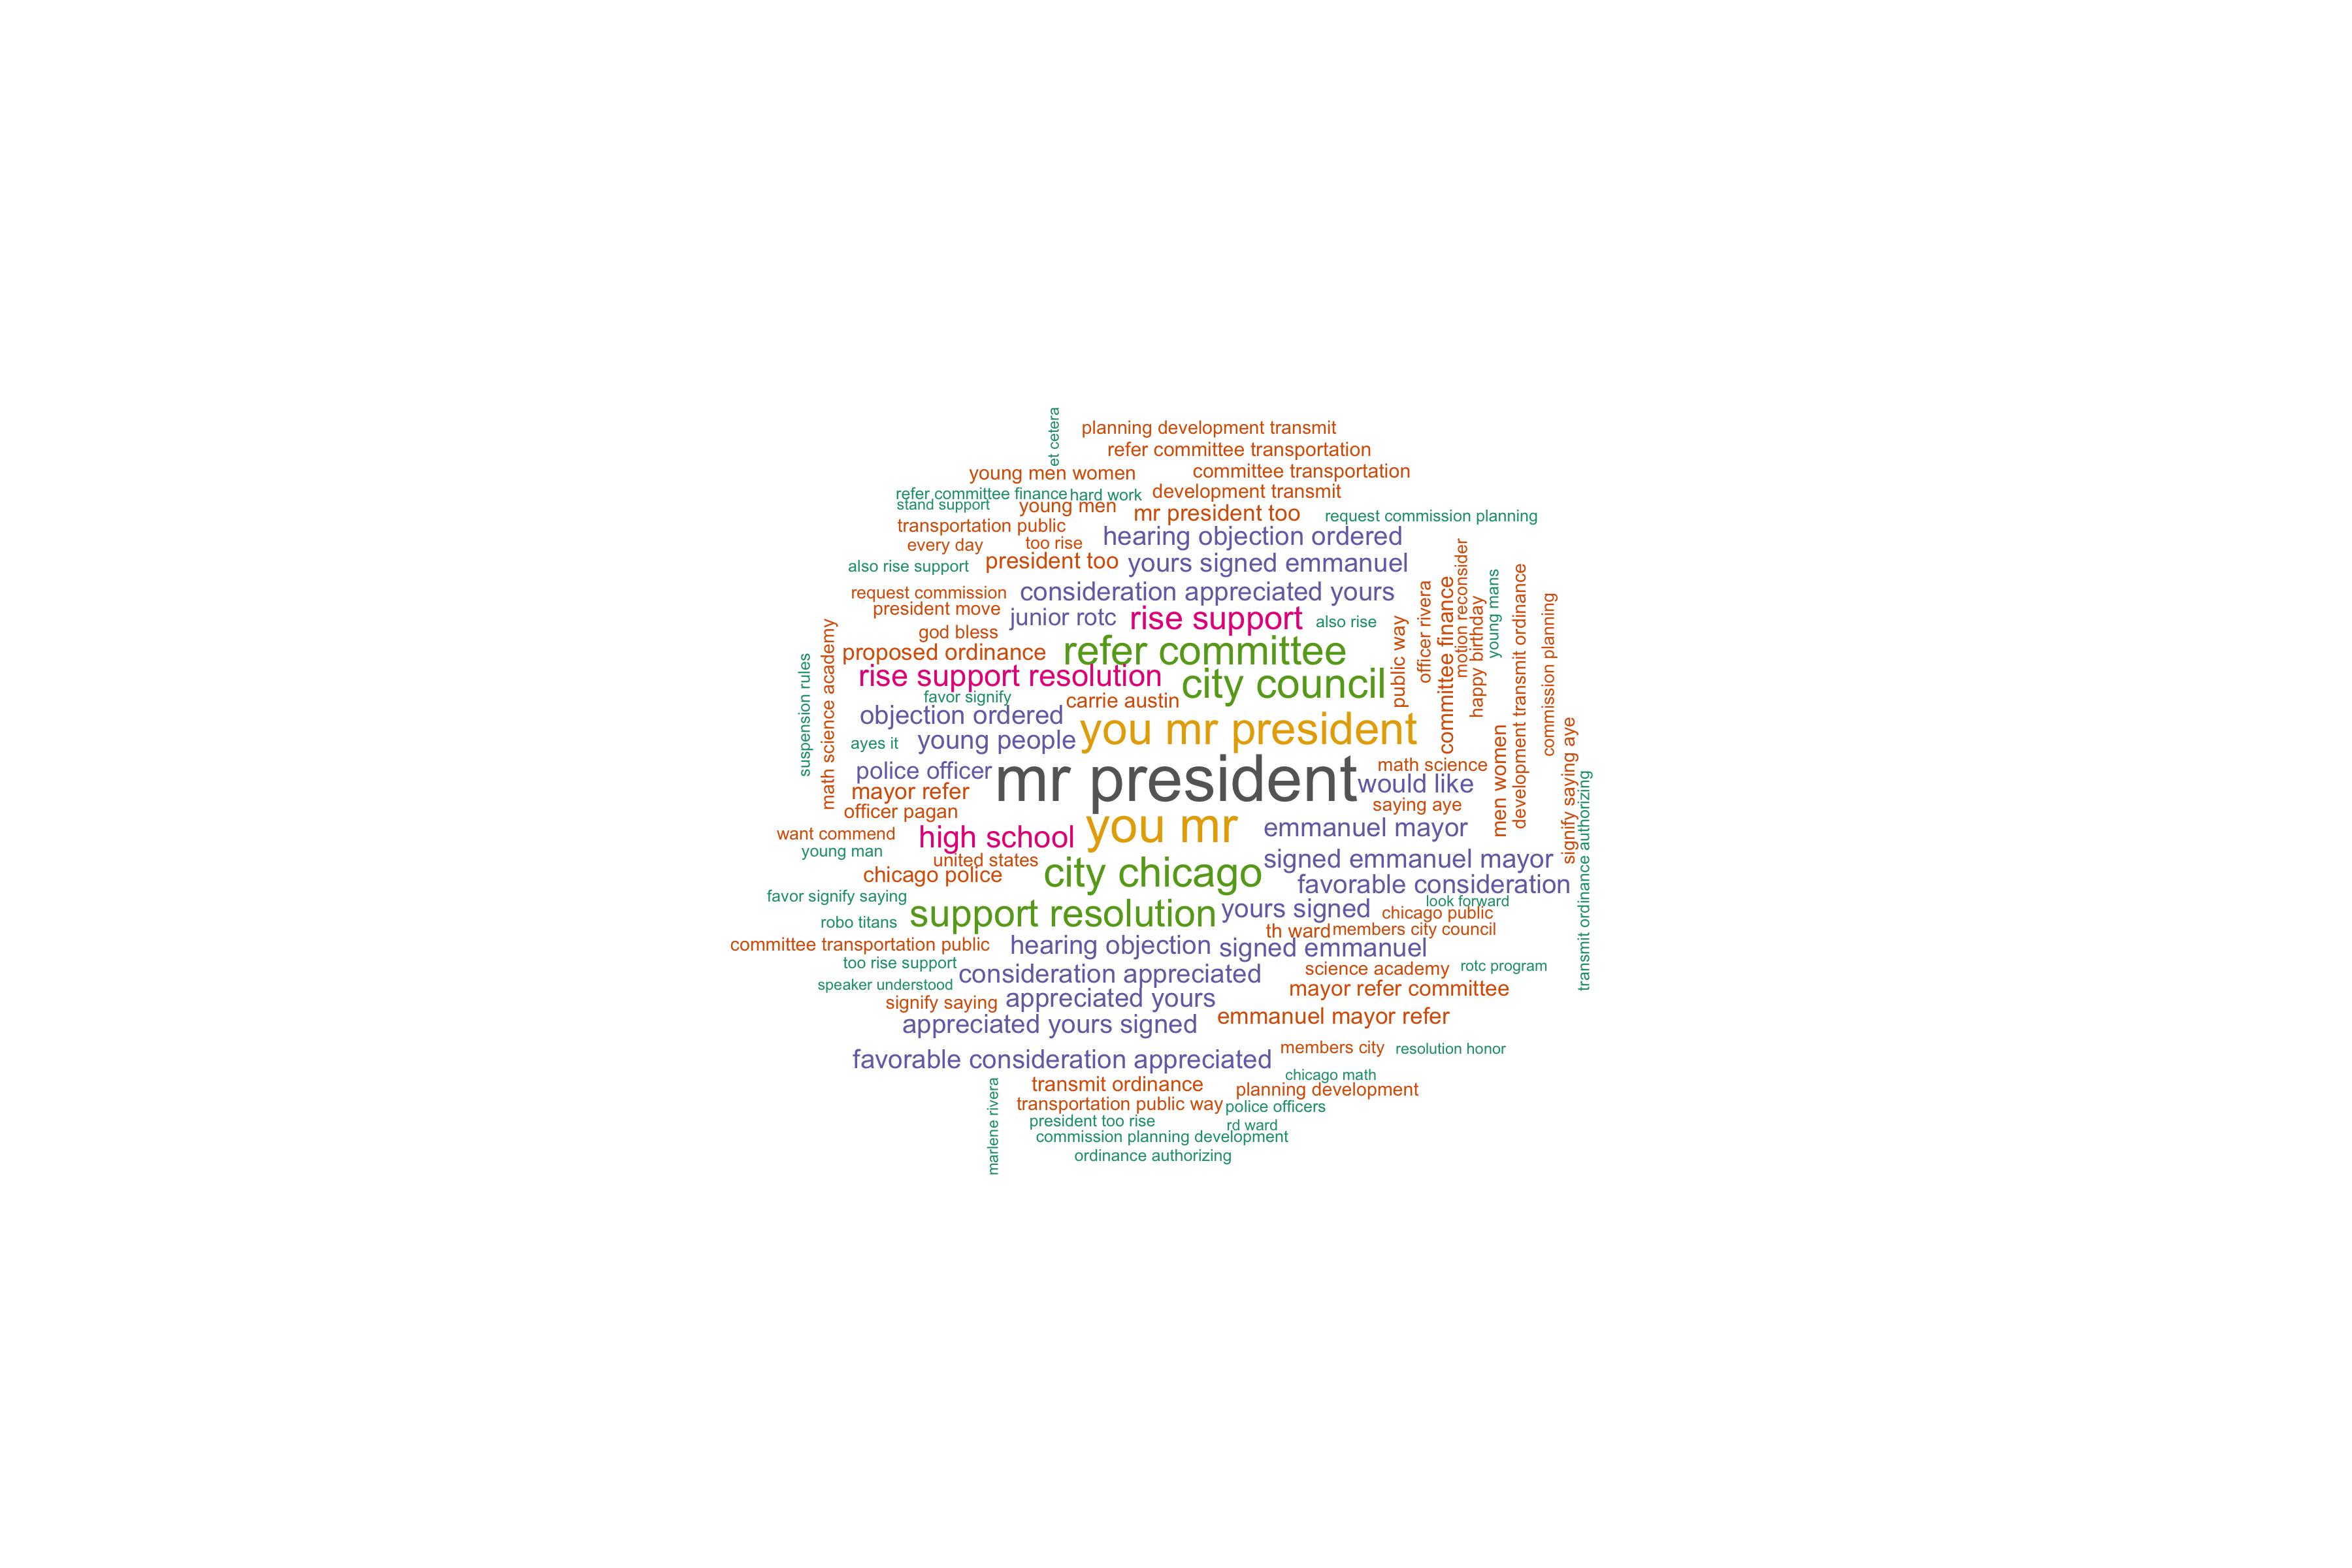 et cetera
planning development transmit
refer committee transportation
young men women
committee transportation
refer committee finance
hard work
development transmit
stand support
young men
mr president too
request commission planning
transportation public
hearing objection ordered
every day
too rise
president too
yours signed emmanuel
also rise support
request commission
consideration appreciated yours
president move
junior rotc
rise support
also rise
god bless
proposed ordinance
refer committee
rise support resolution
city council
favor signify
carrie austin
objection ordered
you mr president
ayes it
young people
police officer
mr president
math science
would like
mayor refer
saying aye
officer pagan
want commend
high school
you mr
emmanuel mayor
young man
united states
signed emmanuel mayor
chicago police
city chicago
favorable consideration
favor signify saying
look forward
robo titans
support resolution
yours signed
chicago public
th ward
members city council
committee transportation public
hearing objection
signed emmanuel
too rise support
consideration appreciated
science academy
rotc program
speaker understood
signify saying
appreciated yours
mayor refer committee
appreciated yours signed
emmanuel mayor refer
favorable consideration appreciated
members city
resolution honor
chicago math
transmit ordinance
planning development
transportation public way
police officers
president too rise
rd ward
commission planning development
ordinance authorizing
marlene rivera
suspension rules
math science academy
public way
officer rivera
committee finance
motion reconsider
happy birthday
young mans
men women
development transmit ordinance
commission planning
signify saying aye
transmit ordinance authorizing